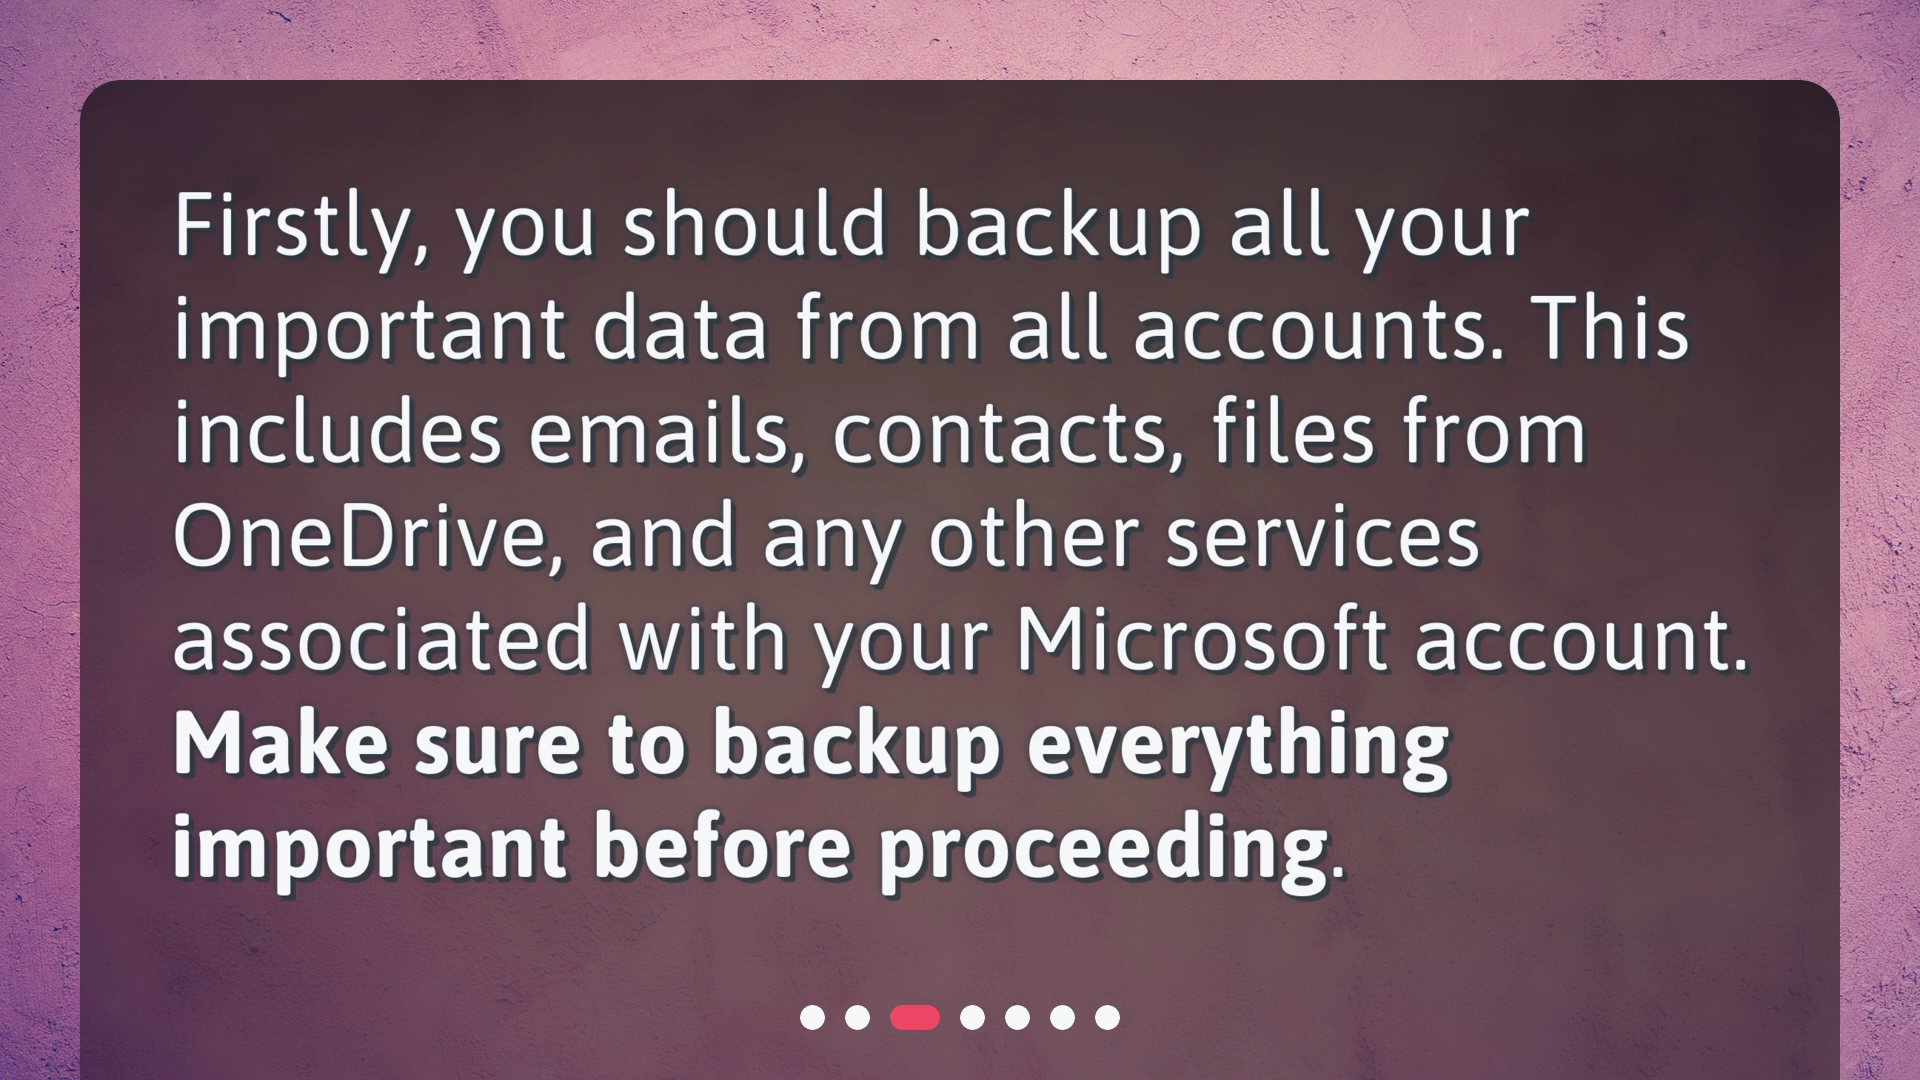 Firstly, you should backup all your
important data from all accounts. This
includes emails, contacts, files from
OneDrive, and any other services
associated with your Microsoft account.
Make sure to backup everything
important before proceeding.